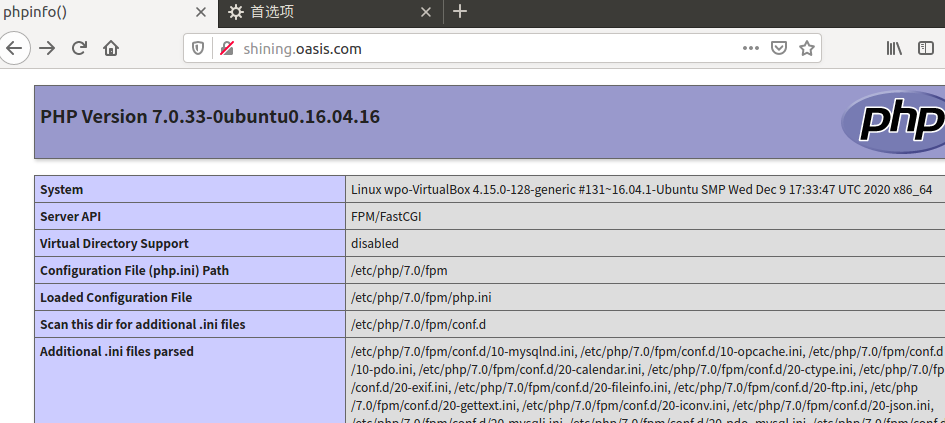 phpinfo()
首选项
shining.oasis.com
PHP Version 7.0.33-0ubuntu0.16.04.16
php
System Linux wpo-VirtualBox 4.15.0-128-generic #131~16.04.1-Ubuntu SMP Wed Dec 9 17:33:47 UTC 2020 x86_64
Server API FPM/FastCGI
Virtual Directory Support disabled
Configuration File (php.ini) Path /etc/php/7.0/fpm
Loaded Configuration File /etc/php/7.0/fpm/php.ini
Scan this dir for additional .ini files /etc/php/7.0/fpm/conf.d
Additional .ini files parsed /etc/php/7.0/fpm/conf.d/10-mysqlnd.ini, /etc/php/7.0/fpm/conf.d/10-opcache.ini, /etc/php/7.0/fpm/conf.d
/10-pdo.ini, /etc/php/7.0/fpm/conf.d/20-calendar.ini, /etc/php/7.0/fpm/conf.d/20-ctype.ini, /etc/php/7.0/fp
/conf.d/20-exif.ini, /etc/php/7.0/fpm/conf.d/20-fileinfo.ini, /etc/php/7.0/fpm/conf.d/20-ftp.ini, /etc/php
/7.0/fpm/conf.d/20-gettext.ini, /etc/php/7.0/fpm/conf.d/20-iconv.ini, /etc/php/7.0/fpm/conf.d/20-json.ini,